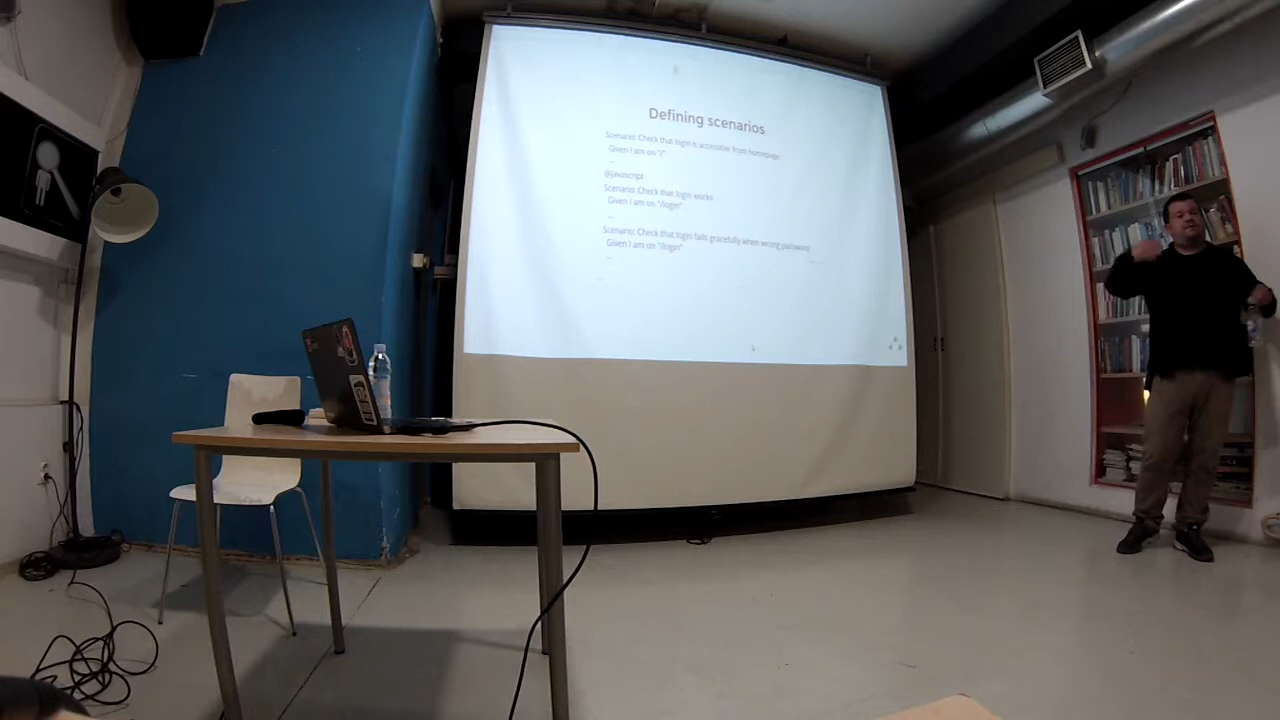 Defining scenarios
Scenario: Check that login is accessible from homepage
Given I am on "/"
...
@javascript
Scenario: Check that login works
Given I am on "/login"
...
Scenario: Check that login fails gracefully when wrong password
Given I am on "/login"
...